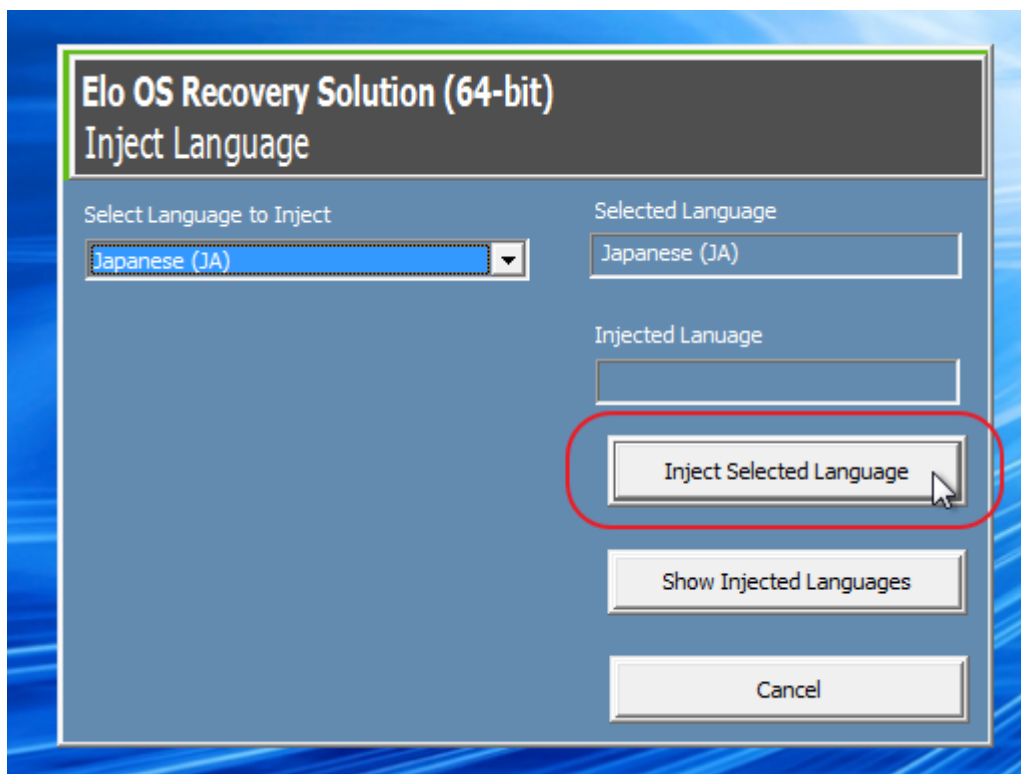 Elo OS Recovery Solution (64-bit)
Inject Language
Select Language to Inject
Japanese (JA)
Selected Language
Japanese (JA)
Injected Lanuage
Inject Selected Language
Show Injected Languages
Cancel